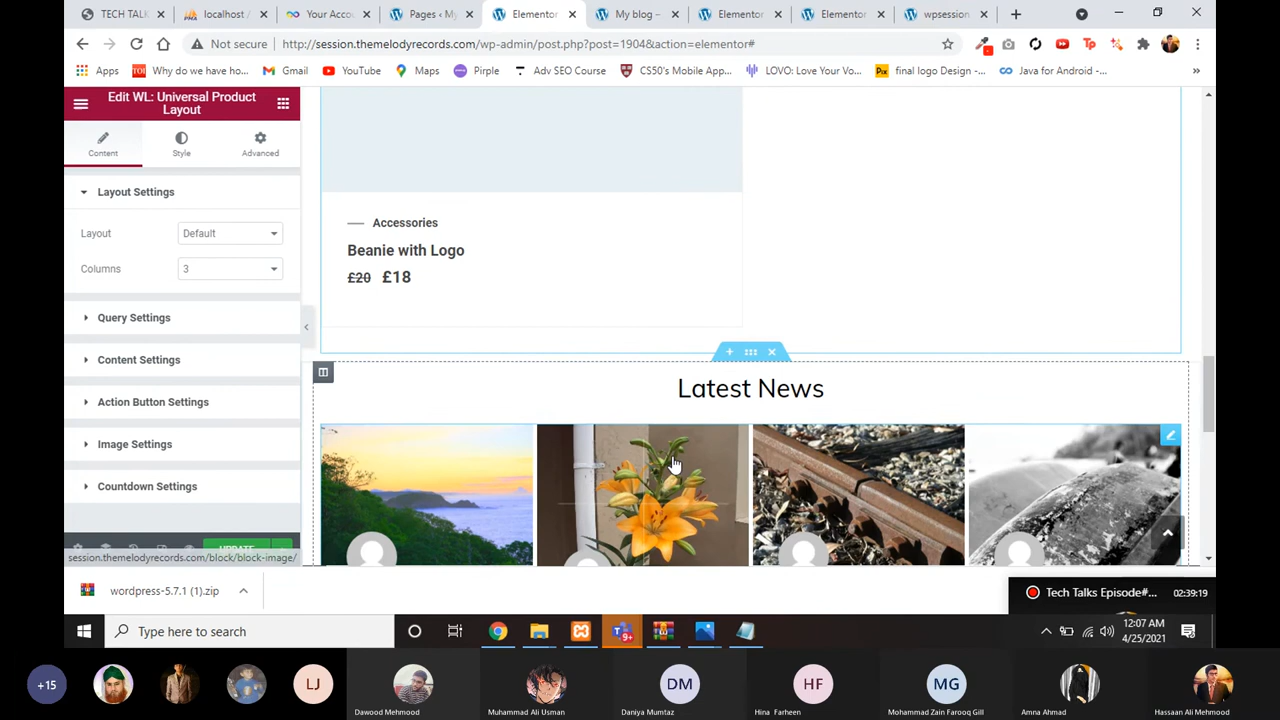 TECH TALK
localhost /
Your Acco
Pages ‹ My
Elementor
My blog –
Elementor
Elementor
wpsession
Not secure
http://session.themelodyrecords.com/wp-admin/post.php?post=1904&action=elementor#
Apps
Why do we have ho...
Gmail
YouTube
Maps
Pirple
Adv SEO Course
CS50's Mobile App...
LOVO: Love Your Vo...
final logo Design -...
Java for Android -...
Edit WL: Universal Product
Layout
Content
Style
Advanced
Layout Settings
Layout
Default
Columns
3
Query Settings
Content Settings
Action Button Settings
Image Settings
Countdown Settings
UPDATE
session.themelodyrecords.com/block/block-image/
Accessories
Beanie with Logo
£20 £18
Latest News
wordpress-5.7.1 (1).zip
Tech Talks Episode#...
02:39:19
Type here to search
9+
12:07 AM
4/25/2021
+15
LJ
DM
HF
MG
Dawood Mehmood
Muhammad Ali Usman
Daniya Mumtaz
Hina Farheen
Mohammad Zain Farooq Gill
Amna Ahmad
Hassaan Ali Mehmood